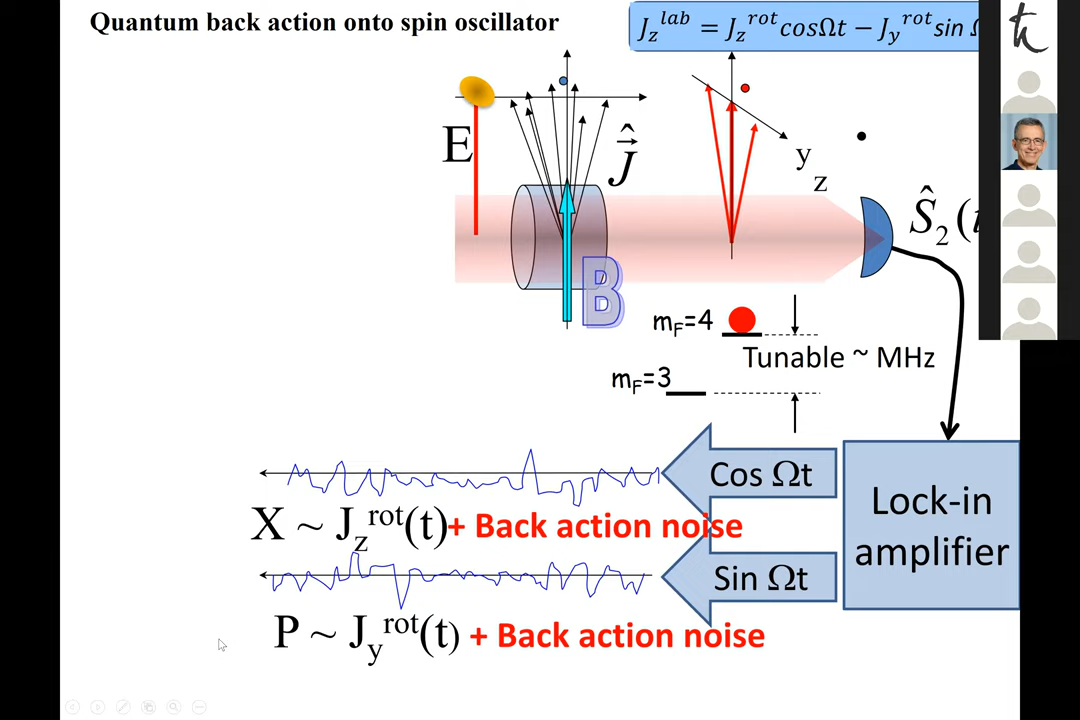 Quantum back action onto spin oscillator
J_z^lab = J_z^rot cosΩt − J_y^rot sin
ħ
E
Ĵ
y
z
Ŝ_2(
B
m_F=4
Tunable ~ MHz
m_F=3
Cos Ωt
Lock-in
amplifier
X ~ J_z^rot(t)+ Back action noise
Sin Ωt
P ~ J_y^rot(t) + Back action noise